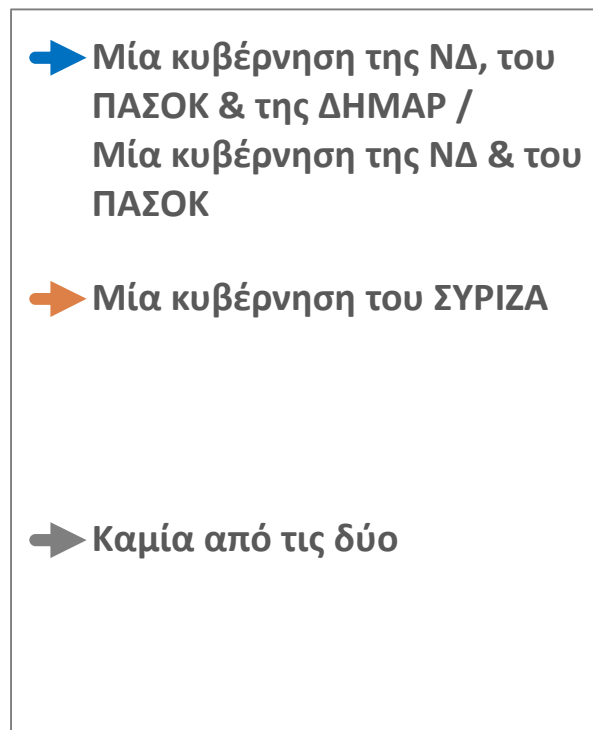 Μία κυβέρνηση της ΝΔ, του
ΠΑΣΟΚ & της ΔΗΜΑΡ /
Μία κυβέρνηση της ΝΔ & του
ΠΑΣΟΚ
Μία κυβέρνηση του ΣΥΡΙΖΑ
Καμία από τις δύο